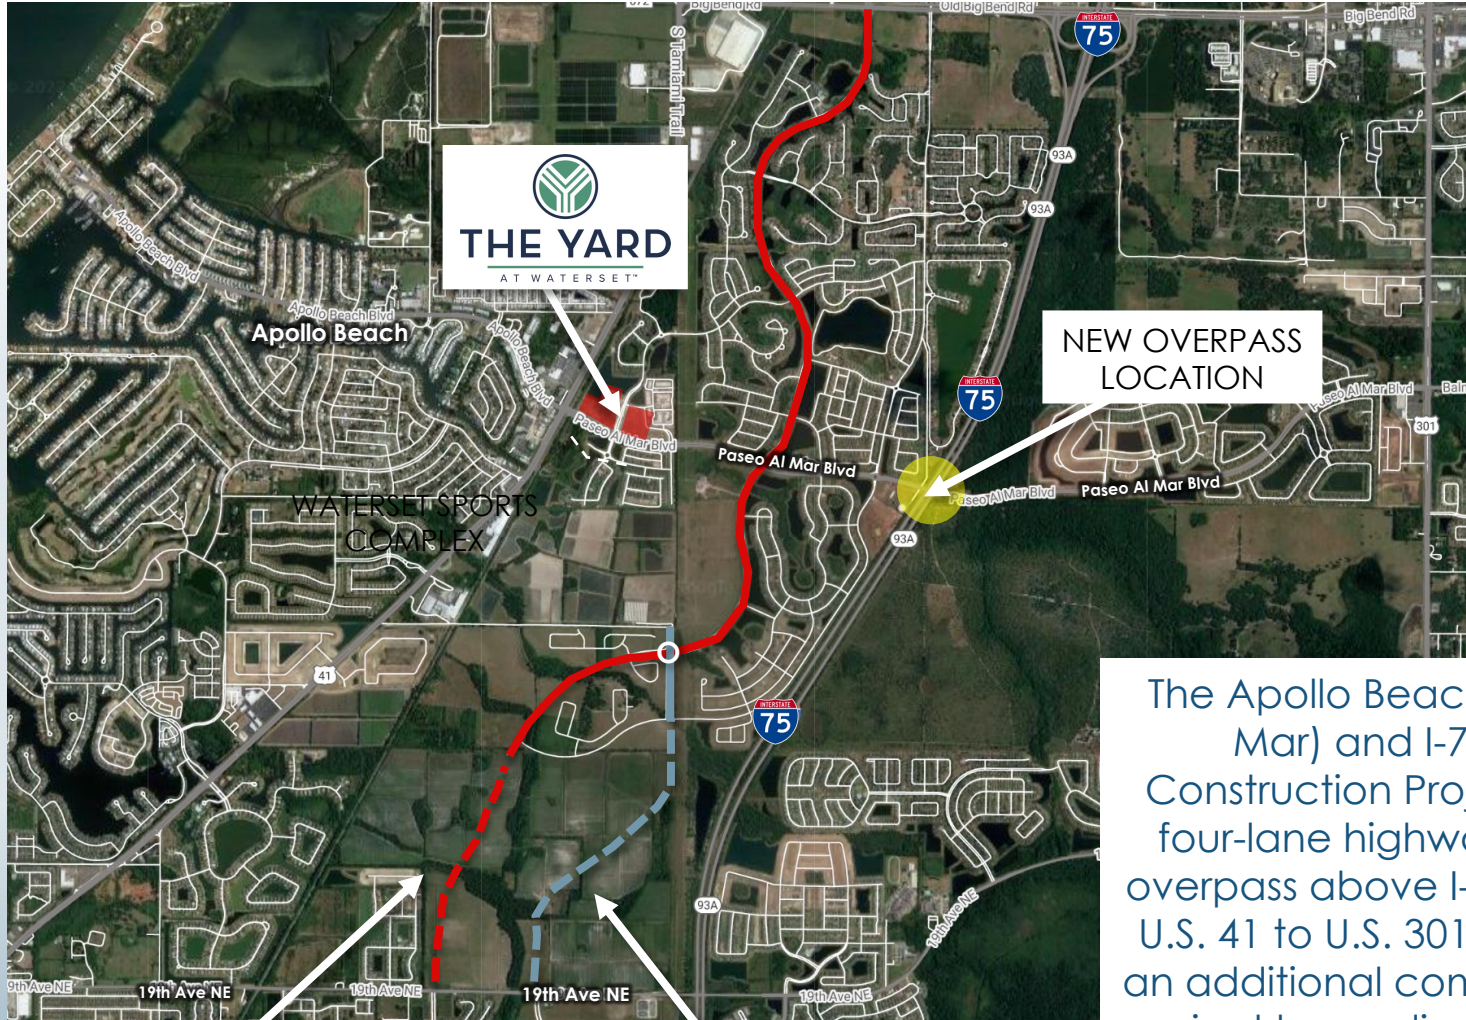 672
Big Bend Rd
Old Big Bend Rd
Big Bend Rd
INTERSTATE
75
S Tamiami Trail
93A
93A
THE YARD
AT WATERSET™
Apollo Beach Blvd
Apollo Beach Blvd
Apollo Beach
Apollo Beach Blvd
NEW OVERPASS
LOCATION
INTERSTATE
75
Paseo Al Mar Blvd
301
Paseo Al Mar Blvd
Paseo Al Mar Blvd
Paseo Al Mar Blvd
Paseo Al Mar Blvd
WATERSET SPORTS
COMPLEX
93A
41
INTERSTATE
75
The Apollo Beac
Mar) and I-7
Construction Pro
four-lane highw
overpass above I-
U.S. 41 to U.S. 301
an additional con
93A
19th Ave NE
9th Ave NE
19th Ave NE
19th Ave NE
19th Ave NE
19th Ave NE